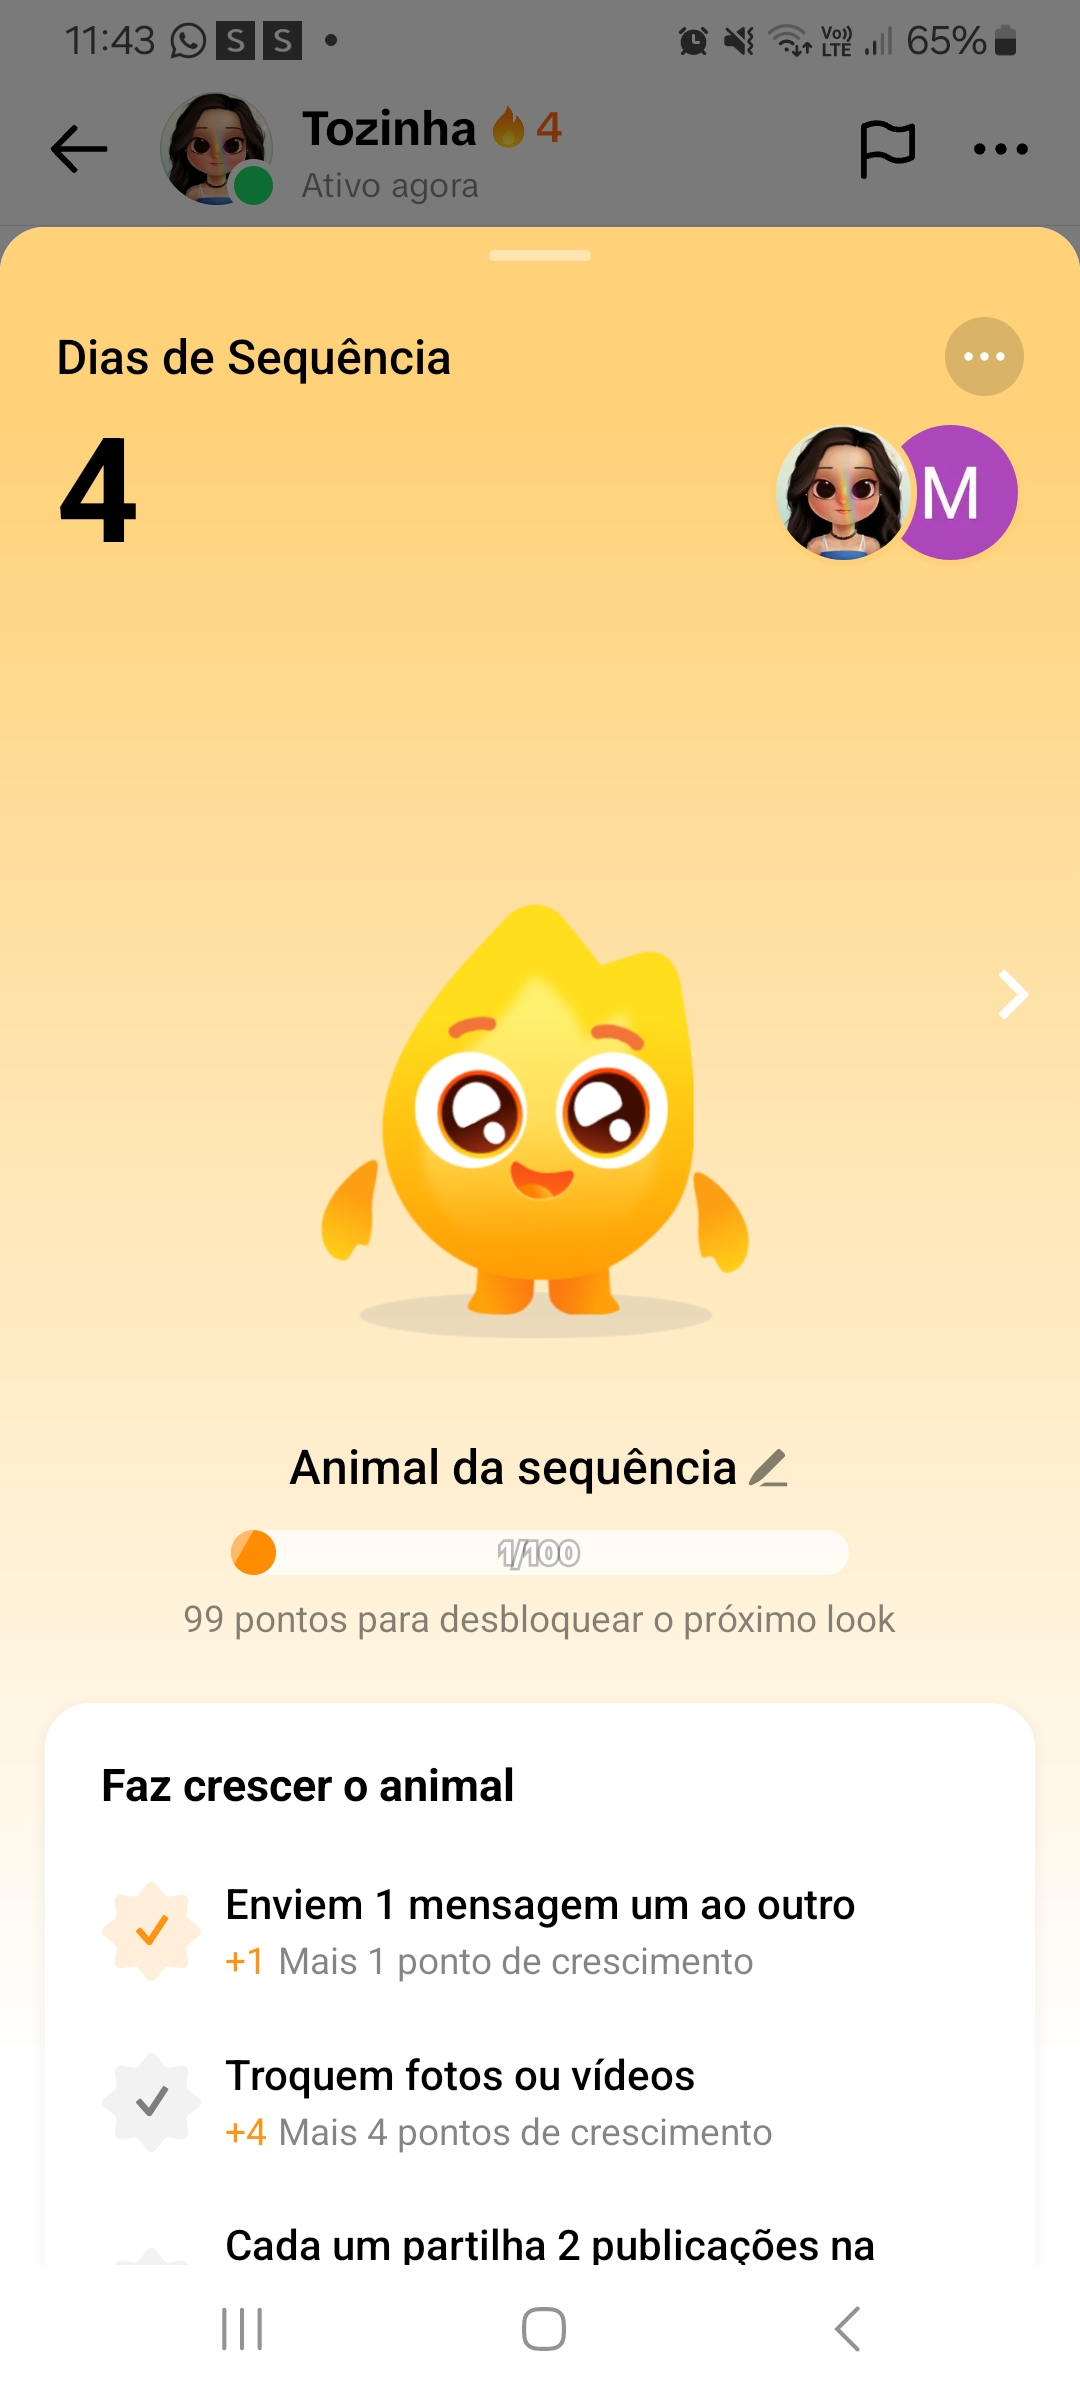 11:43 S S Vo)) LTE 65%
Tozinha 4
Ativo agora
Dias de Sequência
4
M
Animal da sequência
1/100
99 pontos para desbloquear o próximo look
Faz crescer o animal
Enviem 1 mensagem um ao outro
+1 Mais 1 ponto de crescimento
Troquem fotos ou vídeos
+4 Mais 4 pontos de crescimento
Cada um partilha 2 publicações na